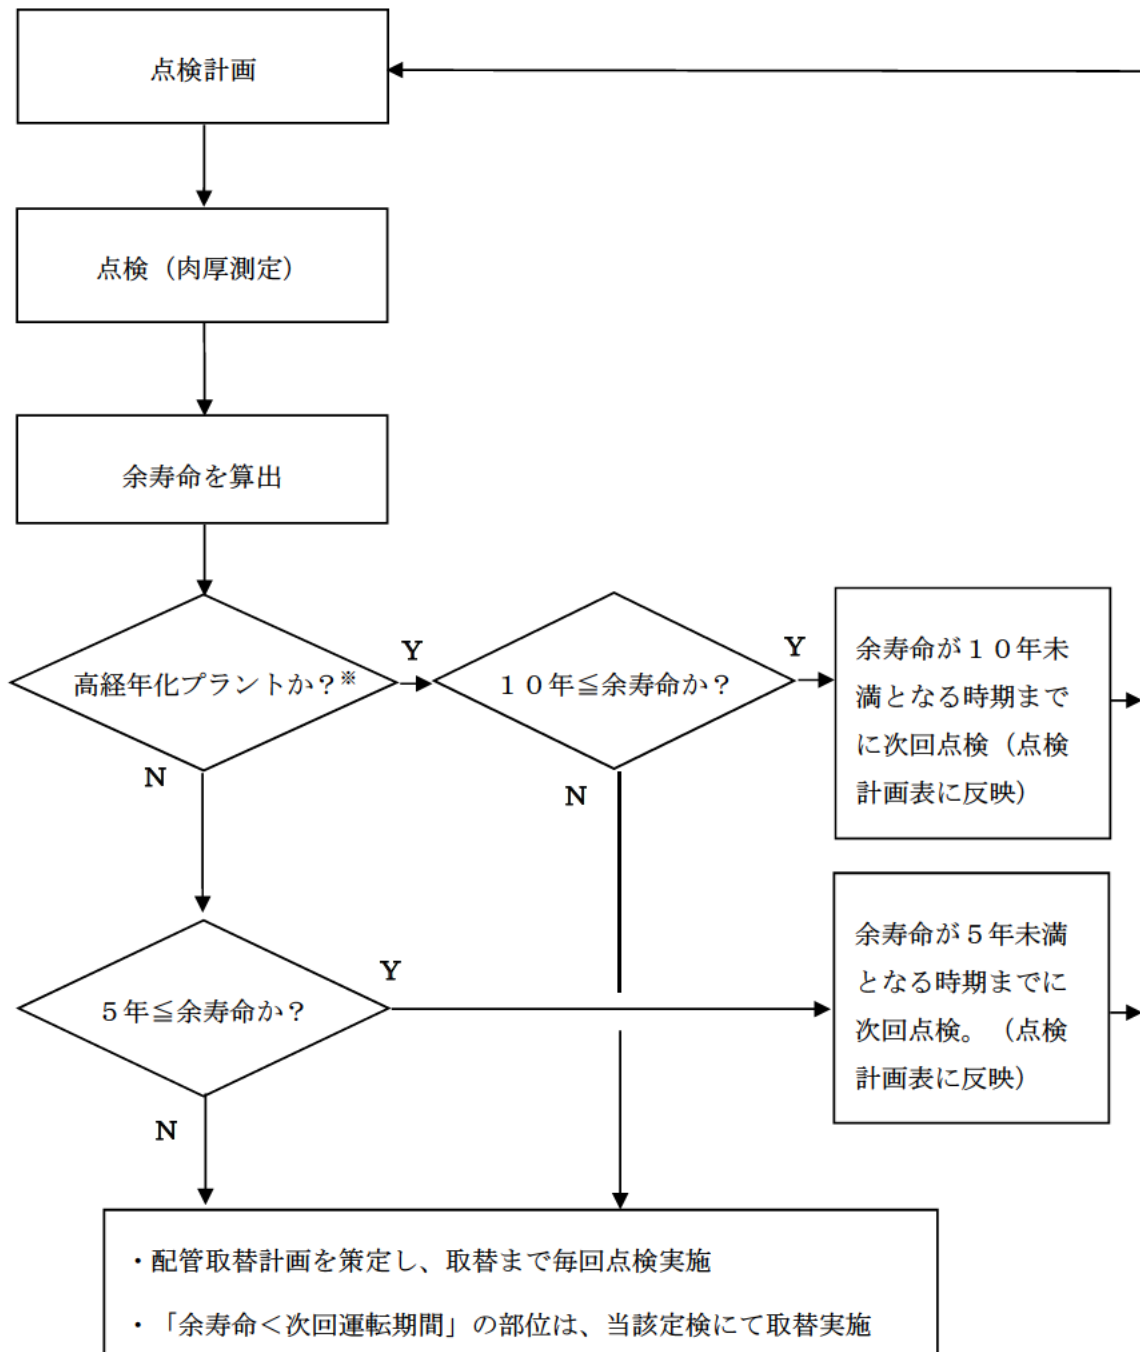 点検計画
点検（肉厚測定）
余寿命を算出
高経年化プラントか？※
Y
１０年≦余寿命か？
Y
余寿命が１０年未
満となる時期まで
に次回点検（点検
計画表に反映）
N
N
５年≦余寿命か？
Y
余寿命が５年未満
となる時期までに
次回点検。（点検
計画表に反映）
N
・配管取替計画を策定し、取替まで毎回点検実施
・「余寿命＜次回運転期間」の部位は、当該定検にて取替実施